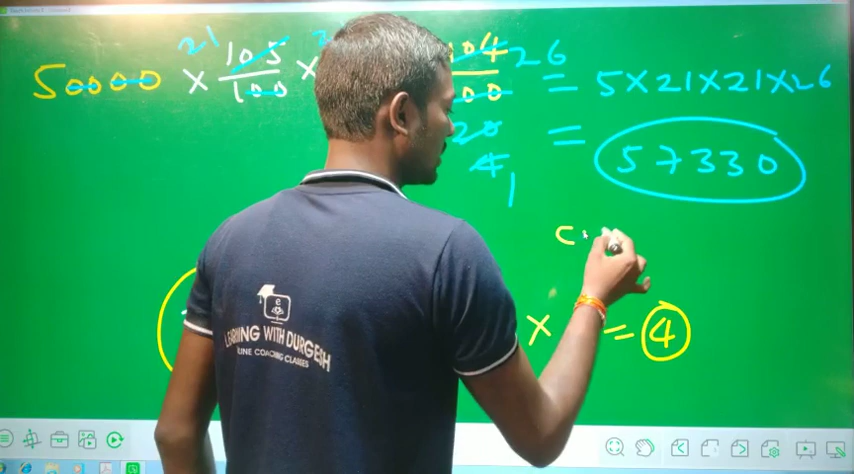 21 26
50000 × 105/100 × 104/100 = 5×21×21×26
20 = 57330
4
1
C.
× = 4
LEARNING WITH DURGESH
LINE COACHING CLASSES